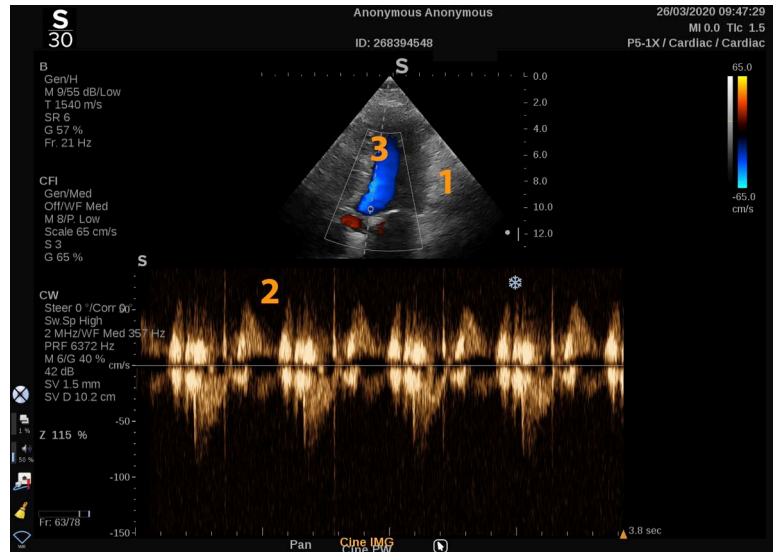 S
30
Anonymous Anonymous
ID: 268394548
26/03/2020 09:47:29
MI 0.0 TIc 1.5
P5-1X / Cardiac / Cardiac
B
Gen/H
M 9/55 dB/Low
T 1540 m/s
SR 6
G 57 %
Fr. 21 Hz
CFI
Gen/Med
Off/WF Med
M 8/P. Low
Scale 65 cm/s
S 3
G 65 %
CW
Steer 0 °/Corr 0°
Sw.Sp High
2 MHz/WF Med 357 Hz
PRF 6372 Hz
M 6/G 40 %
42 dB
SV 1.5 mm
SV D 10.2 cm
Z 115 %
Fr: 63/78
1 %
50 %
S
0.0
2.0
4.0
6.0
8.0
10.0
12.0
3
1
65.0
-65.0
cm/s
S
2
cm/s
-50
-100
-150
3.8 sec
Pan
Cine IMG
Cine PW